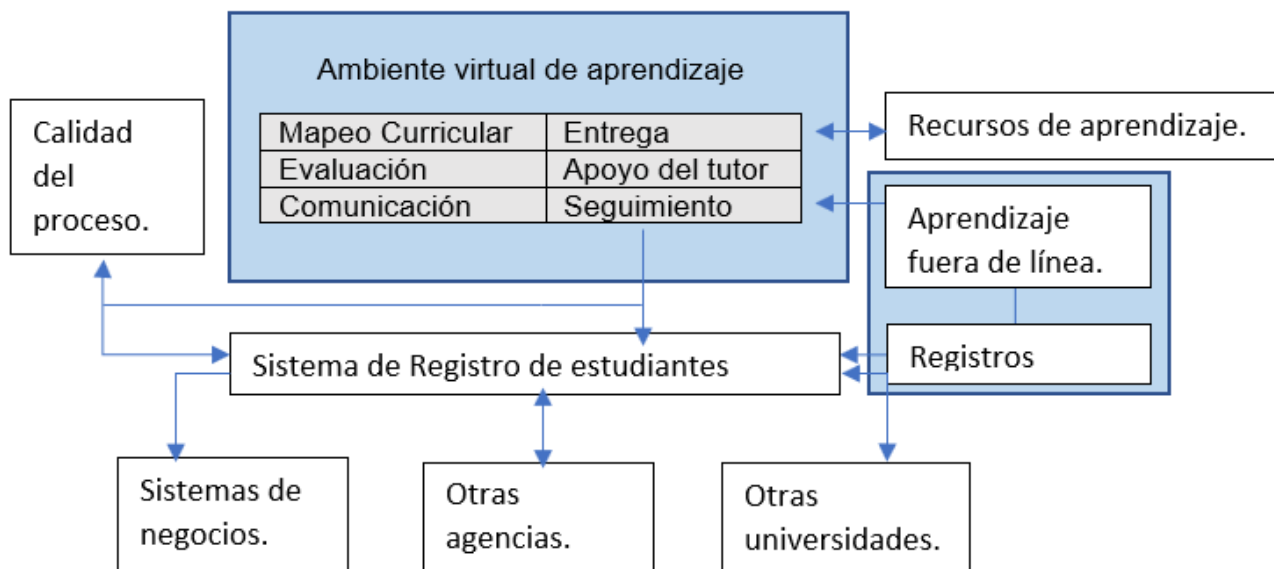 Ambiente virtual de aprendizaje
Calidad
del
proceso.
Mapeo Curricular
Entrega
Evaluación
Apoyo del tutor
Comunicación
Seguimiento
Recursos de aprendizaje.
Aprendizaje
fuera de línea.
Registros
Sistema de Registro de estudiantes
Sistemas de
negocios.
Otras
agencias.
Otras
universidades.